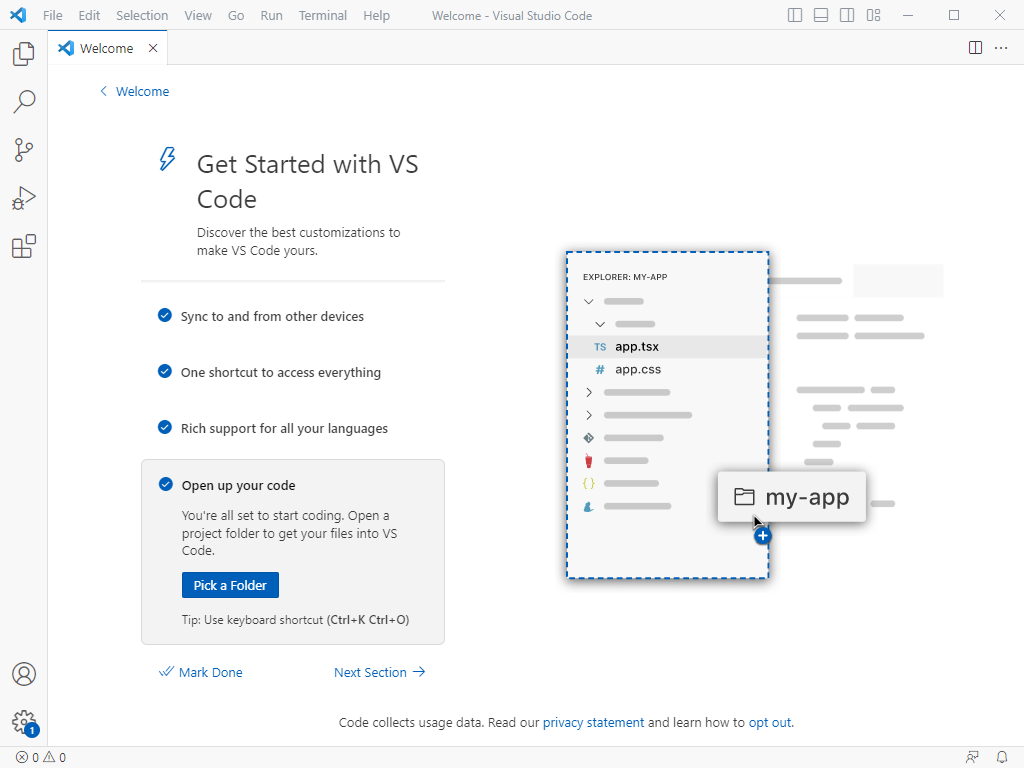 File Edit Selection View Go Run Terminal Help Welcome - Visual Studio Code
Welcome
Welcome
Get Started with VS
Code
Discover the best customizations to
make VS Code yours.
Sync to and from other devices
One shortcut to access everything
Rich support for all your languages
Open up your code
You're all set to start coding. Open a
project folder to get your files into VS
Code.
Pick a Folder
Tip: Use keyboard shortcut (Ctrl+K Ctrl+O)
Mark Done
Next Section
EXPLORER: MY-APP
TS app.tsx
# app.css
{ }
my-app
Code collects usage data. Read our privacy statement and learn how to opt out.
1
0 0